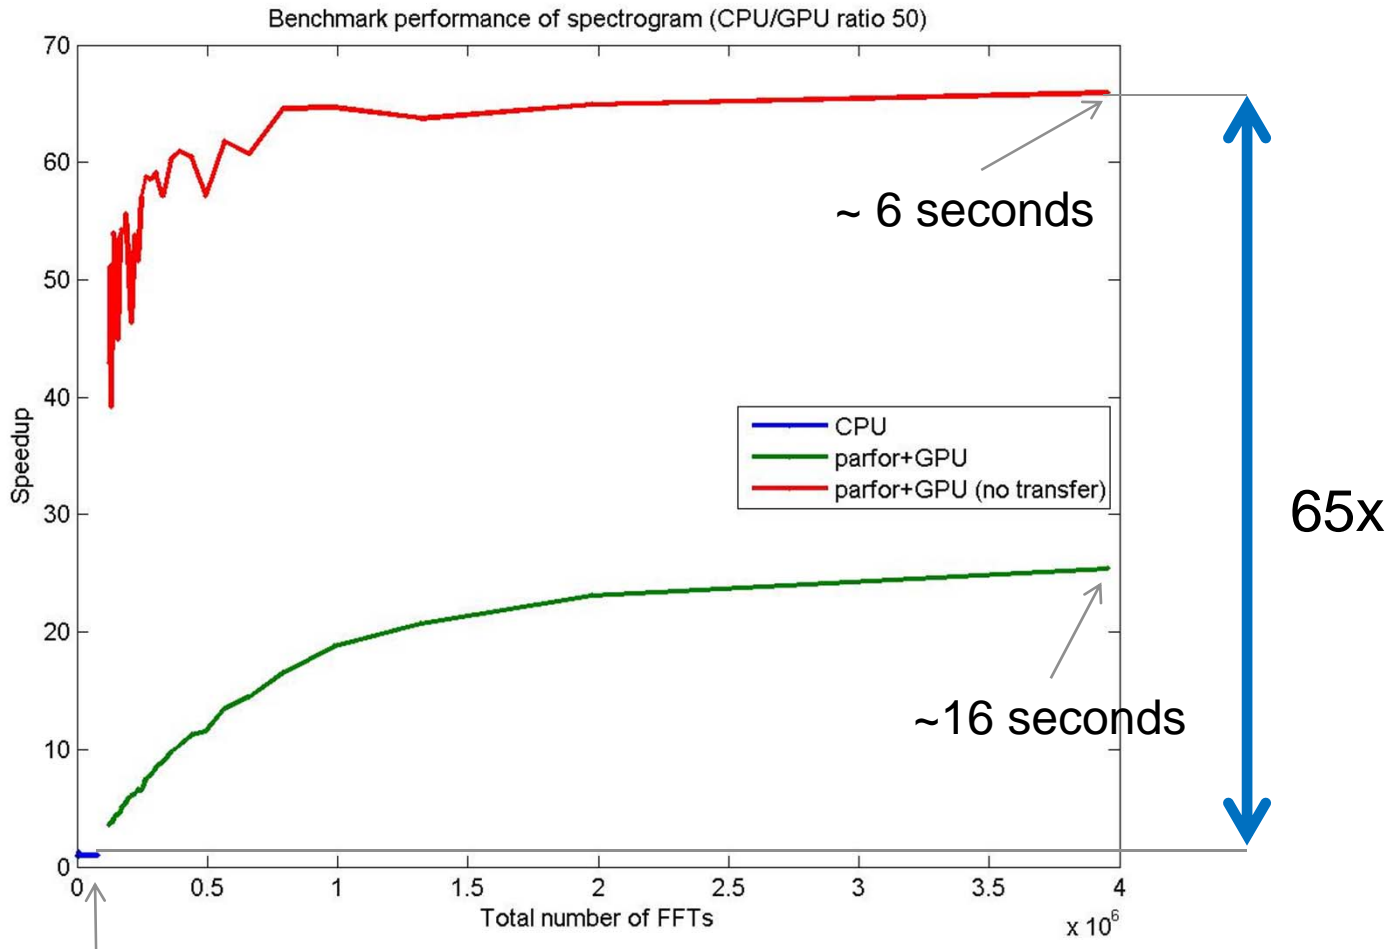 Benchmark performance of spectrogram (CPU/GPU ratio 50)
70
60
50
40
30
20
10
0
Speedup
~ 6 seconds
CPU
parfor+GPU
parfor+GPU (no transfer)
65x
~16 seconds
0 0.5 1 1.5 2 2.5 3 3.5 4
Total number of FFTs
x 10⁶